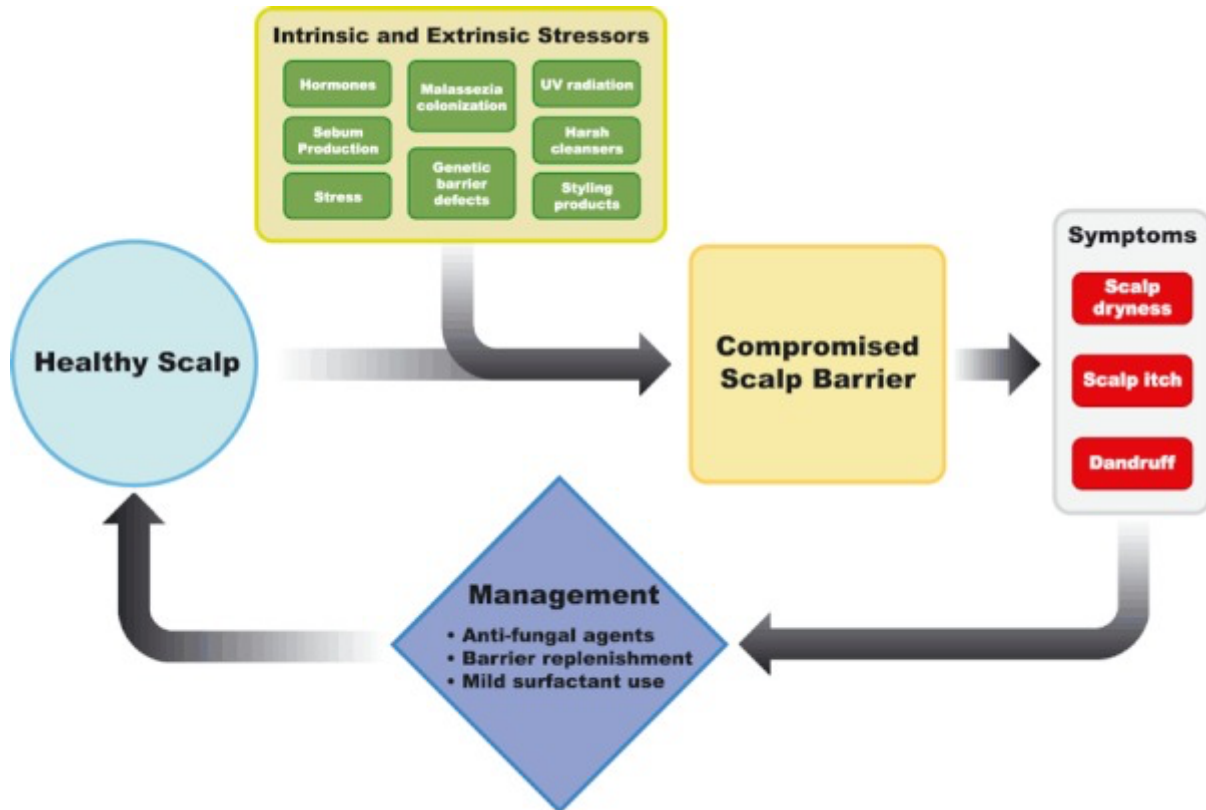 Intrinsic and Extrinsic Stressors
Hormones
Sebum
Production
Stress
Malassezia
colonization
Genetic
barrier
defects
UV radiation
Harsh
cleansers
Styling
products
Healthy Scalp
Compromised
Scalp Barrier
Symptoms
Scalp
dryness
Scalp itch
Dandruff
Management
• Anti-fungal agents
• Barrier replenishment
• Mild surfactant use